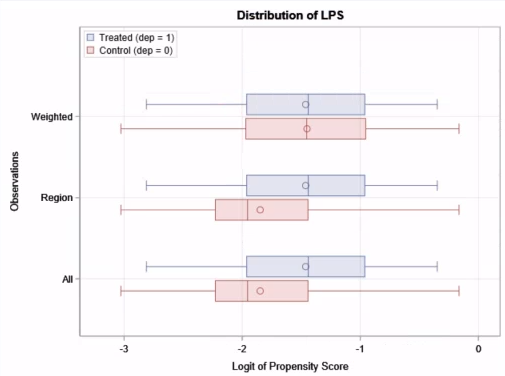 Distribution of LPS
Treated (dep = 1)
Control (dep = 0)
Observations
Weighted
Region
All
-3 -2 -1 0
Logit of Propensity Score